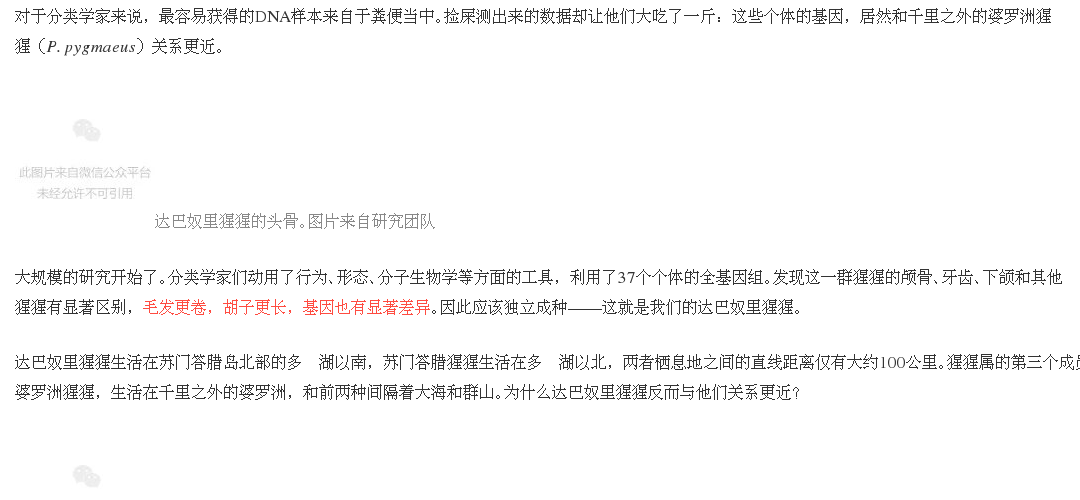 对于分类学家来说，最容易获得的DNA样本来自于粪便当中。捡屎测出来的数据却让他们大吃了一斤：这些个体的基因，居然和千里之外的婆罗洲猩
猩（P. pygmaeus）关系更近。
此图片来自微信公众平台
未经允许不可引用
达巴奴里猩猩的头骨。图片来自研究团队
大规模的研究开始了。分类学家们动用了行为、形态、分子生物学等方面的工具，利用了37个个体的全基因组。发现这一群猩猩的颅骨、牙齿、下颌和其他
猩猩有显著区别，毛发更卷，胡子更长，基因也有显著差异。因此应该独立成种——这就是我们的达巴奴里猩猩。
达巴奴里猩猩生活在苏门答腊岛北部的多　湖以南，苏门答腊猩猩生活在多　湖以北，两者栖息地之间的直线距离仅有大约100公里。猩猩属的第三个成
婆罗洲猩猩，生活在千里之外的婆罗洲，和前两种间隔着大海和群山。为什么达巴奴里猩猩反而与他们关系更近？